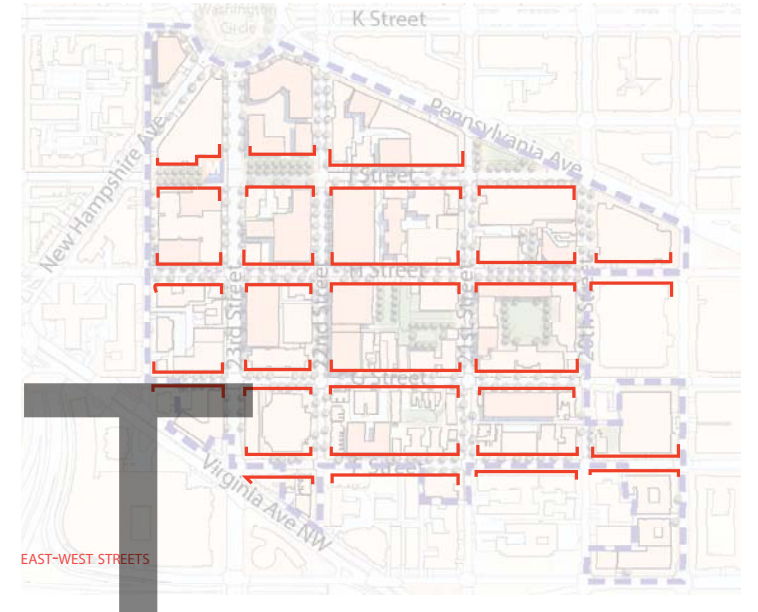 Washington
Circle
K Street
Pennsylvania Ave
New Hampshire Ave
I Street
H Street
23rd Street
22nd Street
21st Street
20th Street
G Street
F Street
Virginia Ave NW
EAST-WEST STREETS